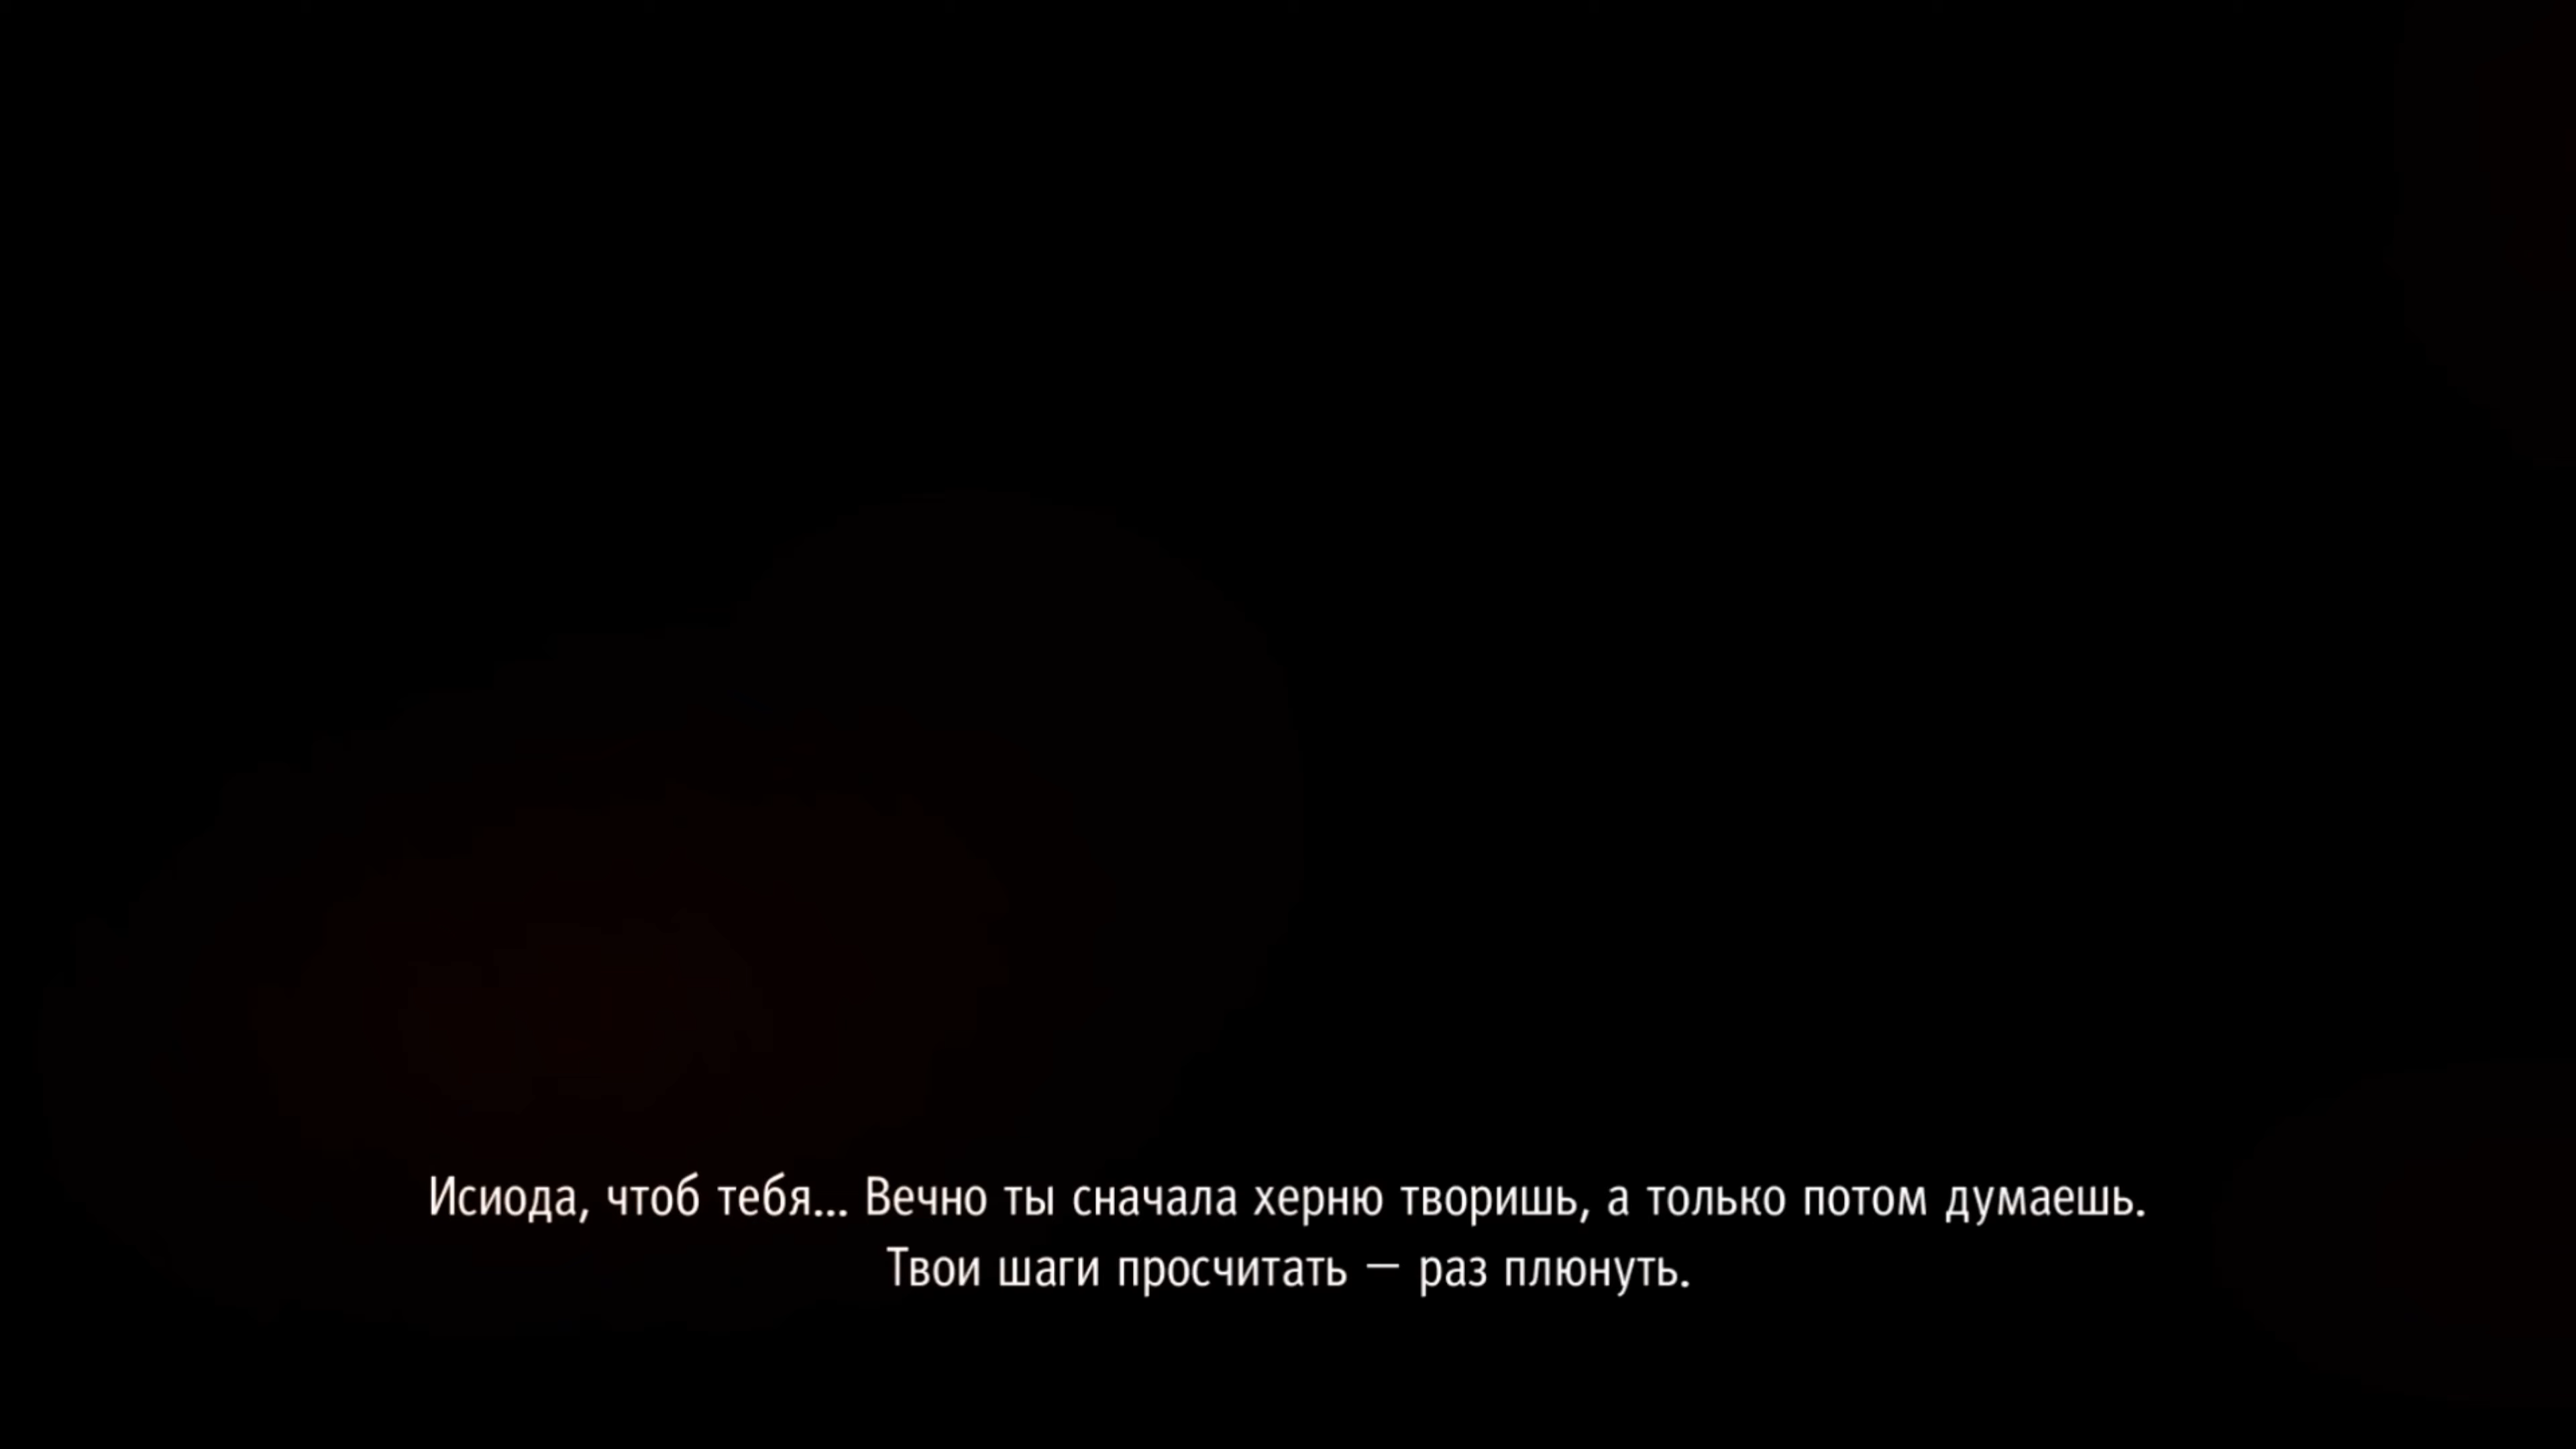 Исиода, чтоб тебя... Вечно ты сначала херню творишь, а только потом думаешь.
Твои шаги просчитать — раз плюнуть.